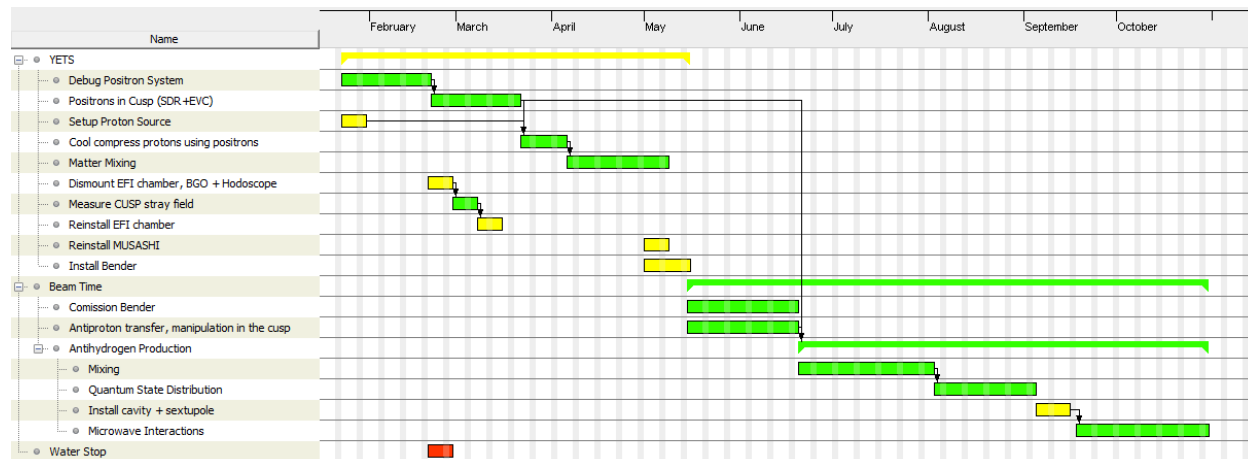 February March April May June July August September October
Name
YETS
Debug Positron System
Positrons in Cusp (SDR+EVC)
Setup Proton Source
Cool compress protons using positrons
Matter Mixing
Dismount EFI chamber, BGO + Hodoscope
Measure CUSP stray field
Reinstall EFI chamber
Reinstall MUSASHI
Install Bender
Beam Time
Comission Bender
Antiproton transfer, manipulation in the cusp
Antihydrogen Production
Mixing
Quantum State Distribution
Install cavity + sextupole
Microwave Interactions
Water Stop